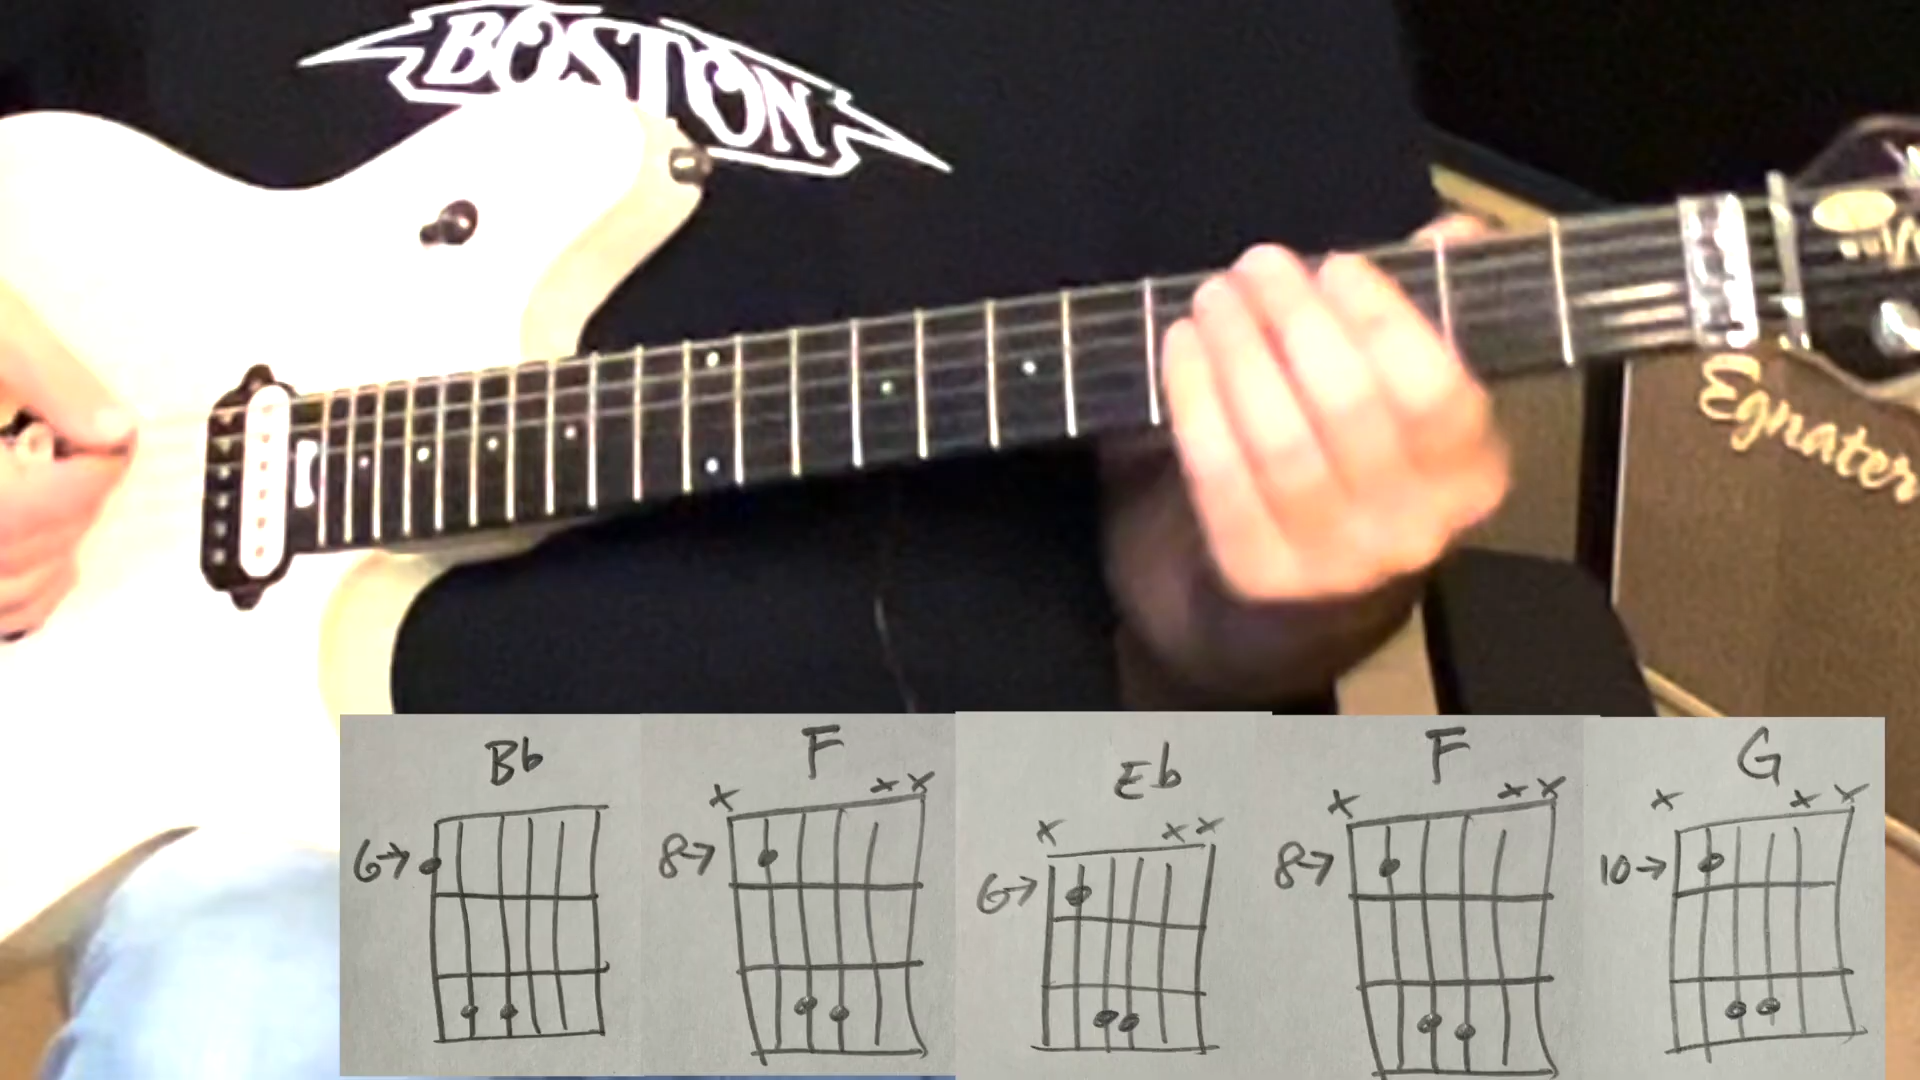 BOSTON
Egnater
Bb
6→
F
x x x
8→
Eb
x x x
6→
F
x x x
8→
G
x x x
10→